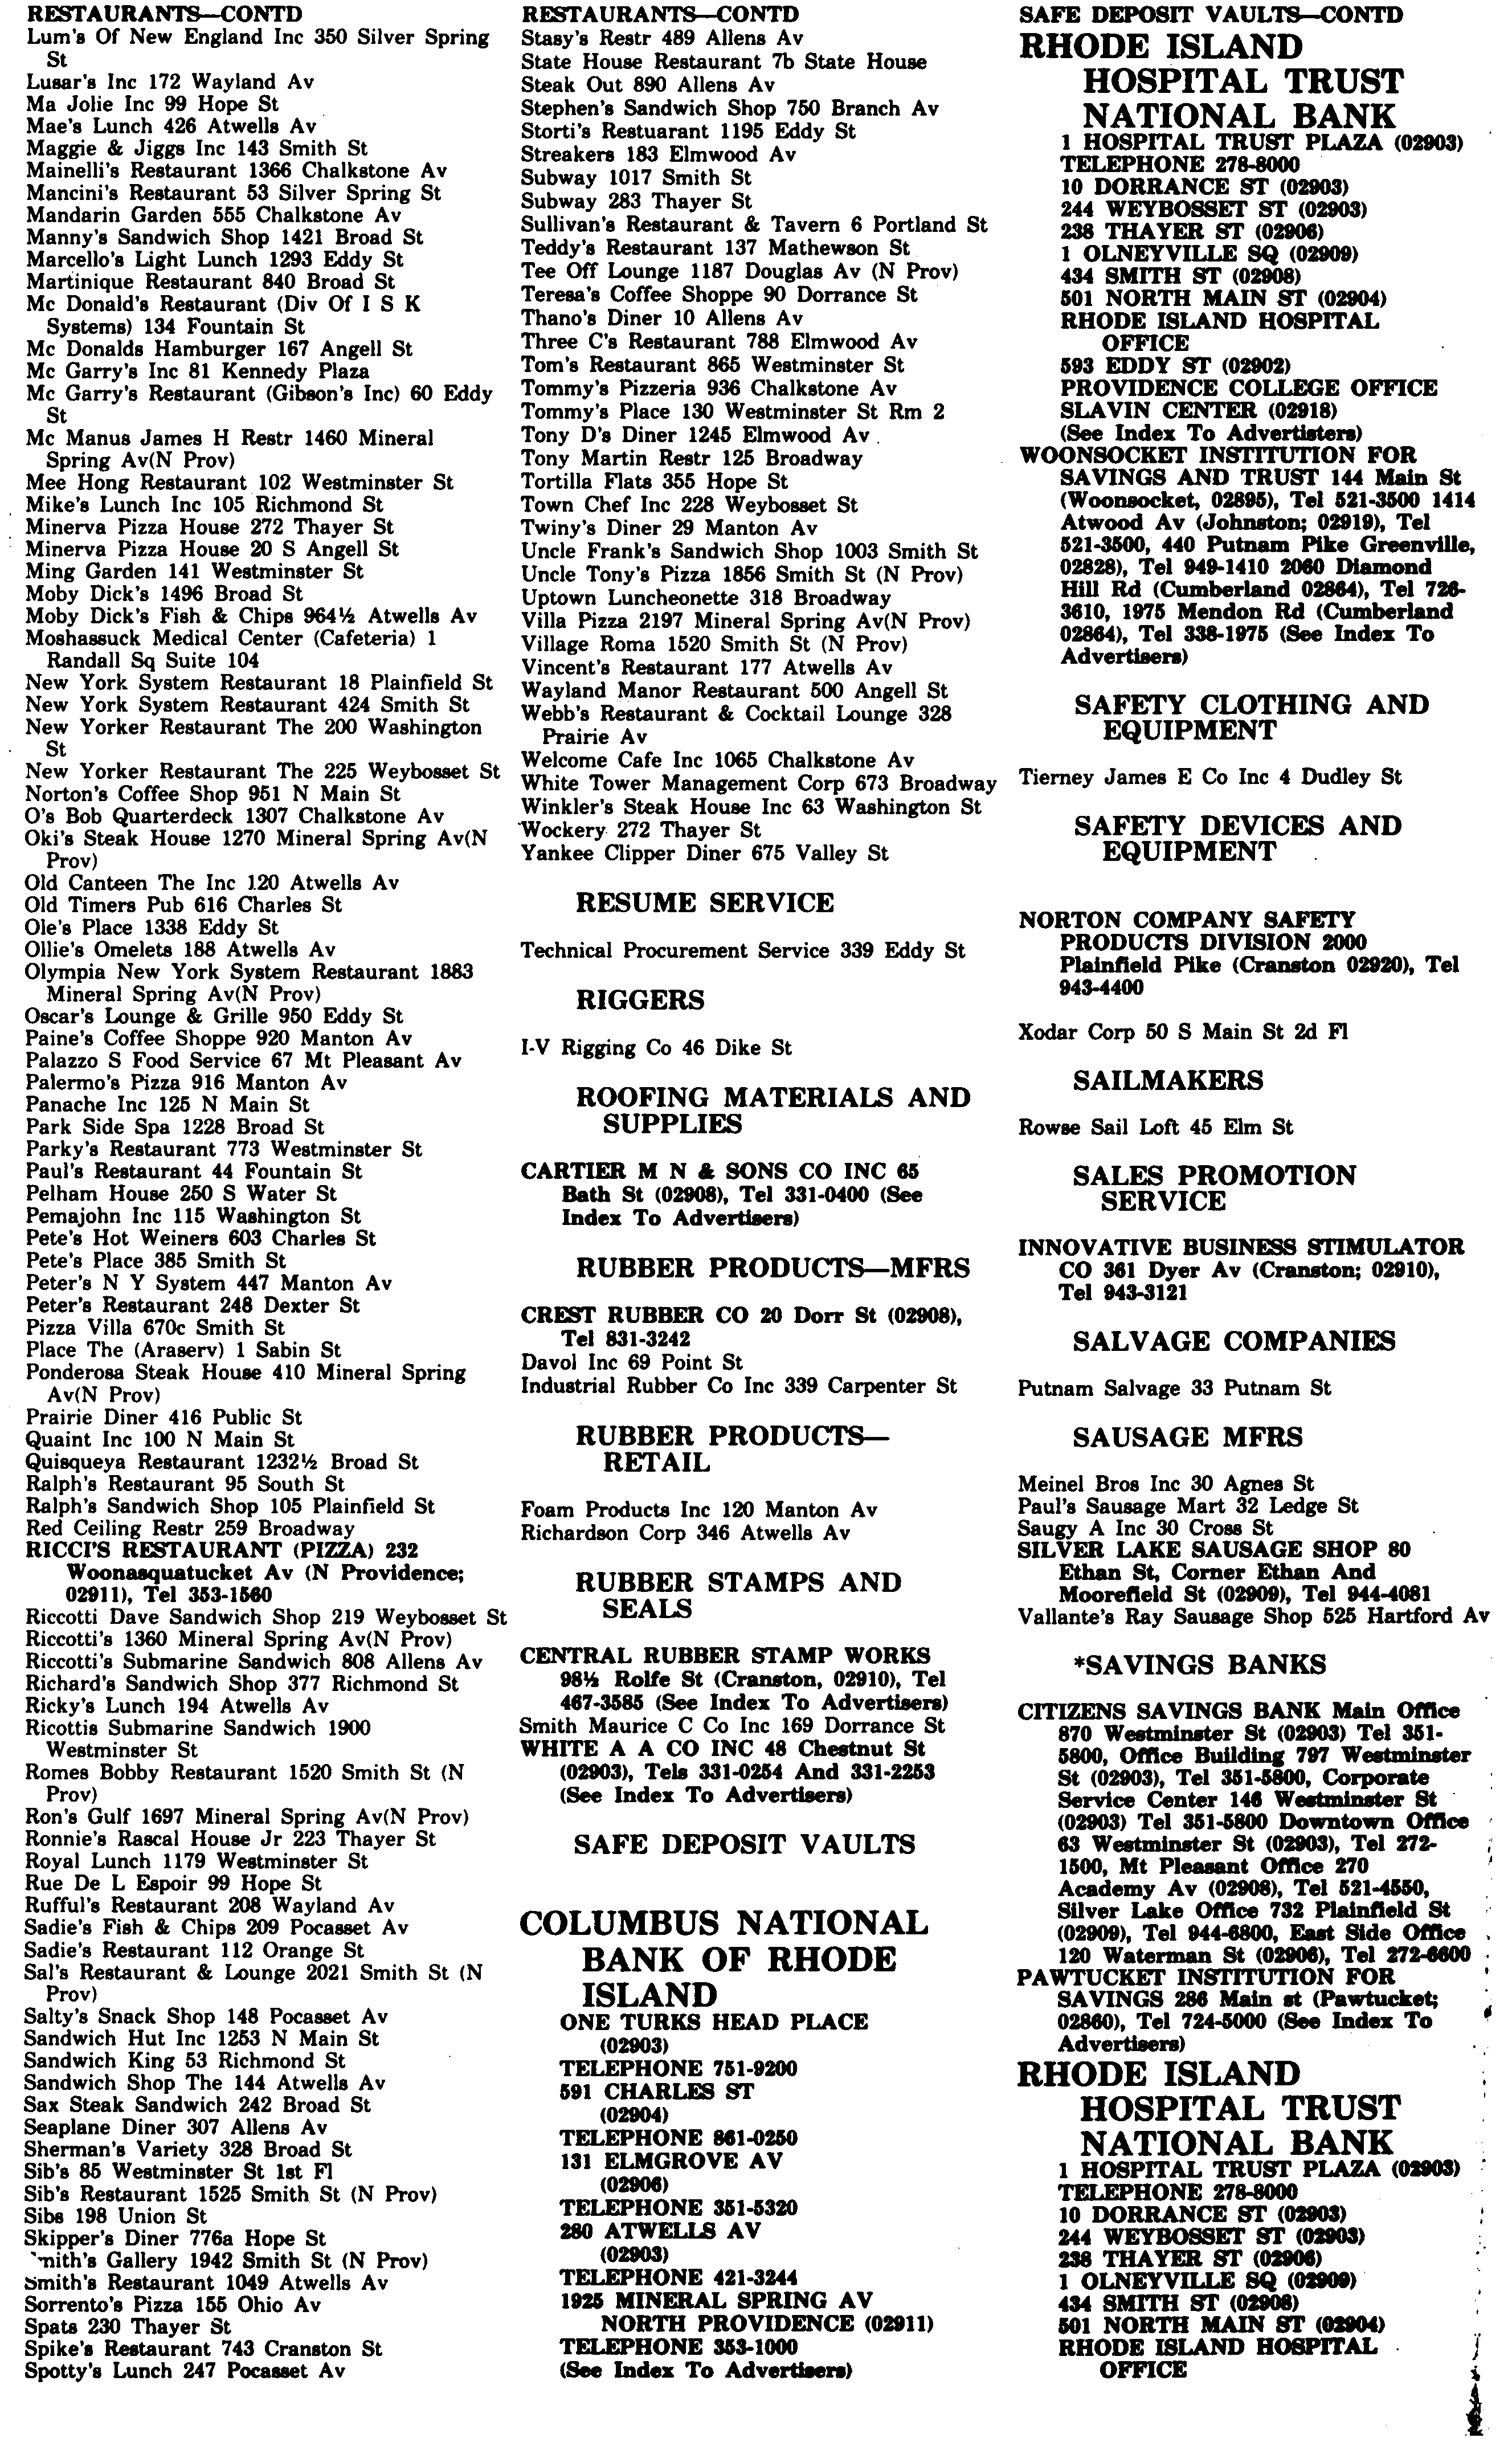 RESTAURANTS—CONTD
Lum's Of New England Inc 350 Silver Spring
St
Lusar's Inc 172 Wayland Av
Ma Jolie Inc 99 Hope St
Mae's Lunch 426 Atwells Av
Maggie & Jiggs Inc 143 Smith St
Mainelli's Restaurant 1366 Chalkstone Av
Mancini's Restaurant 53 Silver Spring St
Mandarin Garden 555 Chalkstone Av
Manny's Sandwich Shop 1421 Broad St
Marcello's Light Lunch 1293 Eddy St
Martinique Restaurant 840 Broad St
Mc Donald's Restaurant (Div Of I S K
Systems) 134 Fountain St
Mc Donalds Hamburger 167 Angell St
Mc Garry's Inc 81 Kennedy Plaza
Mc Garry's Restaurant (Gibson's Inc) 60 Eddy
St
Mc Manus James H Restr 1460 Mineral
Spring Av(N Prov)
Mee Hong Restaurant 102 Westminster St
Mike's Lunch Inc 105 Richmond St
Minerva Pizza House 272 Thayer St
Minerva Pizza House 20 S Angell St
Ming Garden 141 Westminster St
Moby Dick's 1496 Broad St
Moby Dick's Fish & Chips 964½ Atwells Av
Moshassuck Medical Center (Cafeteria) 1
Randall Sq Suite 104
New York System Restaurant 18 Plainfield St
New York System Restaurant 424 Smith St
New Yorker Restaurant The 200 Washington
St
New Yorker Restaurant The 225 Weybosset St
Norton's Coffee Shop 951 N Main St
O's Bob Quarterdeck 1307 Chalkstone Av
Oki's Steak House 1270 Mineral Spring Av(N
Prov)
Old Canteen The Inc 120 Atwells Av
Old Timers Pub 616 Charles St
Ole's Place 1338 Eddy St
Ollie's Omelets 188 Atwells Av
Olympia New York System Restaurant 1883
Mineral Spring Av(N Prov)
Oscar's Lounge & Grille 950 Eddy St
Paine's Coffee Shoppe 920 Manton Av
Palazzo S Food Service 67 Mt Pleasant Av
Palermo's Pizza 916 Manton Av
Panache Inc 125 N Main St
Park Side Spa 1228 Broad St
Parky's Restaurant 773 Westminster St
Paul's Restaurant 44 Fountain St
Pelham House 250 S Water St
Pemajohn Inc 115 Washington St
Pete's Hot Weiners 603 Charles St
Pete's Place 385 Smith St
Peter's N Y System 447 Manton Av
Peter's Restaurant 248 Dexter St
Pizza Villa 670c Smith St
Place The (Araserv) 1 Sabin St
Ponderosa Steak House 410 Mineral Spring
Av(N Prov)
Prairie Diner 416 Public St
Quaint Inc 100 N Main St
Quisqueya Restaurant 1232½ Broad St
Ralph's Restaurant 95 South St
Ralph's Sandwich Shop 105 Plainfield St
Red Ceiling Restr 259 Broadway
RICCI'S RESTAURANT (PIZZA) 232
Woonasquatucket Av (N Providence;
02911), Tel 353-1560
Riccotti Dave Sandwich Shop 219 Weybosset St
Riccotti's 1360 Mineral Spring Av(N Prov)
Riccotti's Submarine Sandwich 808 Allens Av
Richard's Sandwich Shop 377 Richmond St
Ricky's Lunch 194 Atwells Av
Ricottis Submarine Sandwich 1900
Westminster St
Romes Bobby Restaurant 1520 Smith St (N
Prov)
Ron's Gulf 1697 Mineral Spring Av(N Prov)
Ronnie's Rascal House Jr 223 Thayer St
Royal Lunch 1179 Westminster St
Rue De L Espoir 99 Hope St
Rufful's Restaurant 208 Wayland Av
Sadie's Fish & Chips 209 Pocasset Av
Sadie's Restaurant 112 Orange St
Sal's Restaurant & Lounge 2021 Smith St (N
Prov)
Salty's Snack Shop 148 Pocasset Av
Sandwich Hut Inc 1253 N Main St
Sandwich King 53 Richmond St
Sandwich Shop The 144 Atwells Av
Sax Steak Sandwich 242 Broad St
Seaplane Diner 307 Allens Av
Sherman's Variety 328 Broad St
Sib's 85 Westminster St 1st Fl
Sib's Restaurant 1525 Smith St (N Prov)
Sibs 198 Union St
Skipper's Diner 776a Hope St
mith's Gallery 1942 Smith St (N Prov)
Smith's Restaurant 1049 Atwells Av
Sorrento's Pizza 155 Ohio Av
Spats 230 Thayer St
Spike's Restaurant 743 Cranston St
Spotty's Lunch 247 Pocasset Av
RESTAURANTS—CONTD
Stasy's Restr 489 Allens Av
State House Restaurant 7b State House
Steak Out 890 Allens Av
Stephen's Sandwich Shop 750 Branch Av
Storti's Restuarant 1195 Eddy St
Streakers 183 Elmwood Av
Subway 1017 Smith St
Subway 283 Thayer St
Sullivan's Restaurant & Tavern 6 Portland St
Teddy's Restaurant 137 Mathewson St
Tee Off Lounge 1187 Douglas Av (N Prov)
Teresa's Coffee Shoppe 90 Dorrance St
Thano's Diner 10 Allens Av
Three C's Restaurant 788 Elmwood Av
Tom's Restaurant 865 Westminster St
Tommy's Pizzeria 936 Chalkstone Av
Tommy's Place 130 Westminster St Rm 2
Tony D's Diner 1245 Elmwood Av
Tony Martin Restr 125 Broadway
Tortilla Flats 355 Hope St
Town Chef Inc 228 Weybosset St
Twiny's Diner 29 Manton Av
Uncle Frank's Sandwich Shop 1003 Smith St
Uncle Tony's Pizza 1856 Smith St (N Prov)
Uptown Luncheonette 318 Broadway
Villa Pizza 2197 Mineral Spring Av(N Prov)
Village Roma 1520 Smith St (N Prov)
Vincent's Restaurant 177 Atwells Av
Wayland Manor Restaurant 500 Angell St
Webb's Restaurant & Cocktail Lounge 328
Prairie Av
Welcome Cafe Inc 1065 Chalkstone Av
White Tower Management Corp 673 Broadway
Winkler's Steak House Inc 63 Washington St
Wockery 272 Thayer St
Yankee Clipper Diner 675 Valley St
RESUME SERVICE
Technical Procurement Service 339 Eddy St
RIGGERS
I-V Rigging Co 46 Dike St
ROOFING MATERIALS AND
SUPPLIES
CARTIER M N & SONS CO INC 65
Bath St (02908), Tel 331-0400 (See
Index To Advertisers)
RUBBER PRODUCTS—MFRS
CREST RUBBER CO 20 Dorr St (02908),
Tel 831-3242
Davol Inc 69 Point St
Industrial Rubber Co Inc 339 Carpenter St
RUBBER PRODUCTS—
RETAIL
Foam Products Inc 120 Manton Av
Richardson Corp 346 Atwells Av
RUBBER STAMPS AND
SEALS
CENTRAL RUBBER STAMP WORKS
98½ Rolfe St (Cranston, 02910), Tel
467-3585 (See Index To Advertisers)
Smith Maurice C Co Inc 169 Dorrance St
WHITE A A CO INC 48 Chestnut St
(02903), Tels 331-0254 And 331-2253
(See Index To Advertisers)
SAFE DEPOSIT VAULTS
COLUMBUS NATIONAL
BANK OF RHODE
ISLAND
ONE TURKS HEAD PLACE
(02903)
TELEPHONE 751-9200
591 CHARLES ST
(02904)
TELEPHONE 861-0250
131 ELMGROVE AV
(02906)
TELEPHONE 351-5320
280 ATWELLS AV
(02903)
TELEPHONE 421-3244
1925 MINERAL SPRING AV
NORTH PROVIDENCE (02911)
TELEPHONE 353-1000
(See Index To Advertisers)
SAFE DEPOSIT VAULTS—CONTD
RHODE ISLAND
HOSPITAL TRUST
NATIONAL BANK
1 HOSPITAL TRUST PLAZA (02903)
TELEPHONE 278-8000
10 DORRANCE ST (02903)
244 WEYBOSSET ST (02903)
238 THAYER ST (02906)
1 OLNEYVILLE SQ (02909)
434 SMITH ST (02908)
501 NORTH MAIN ST (02904)
RHODE ISLAND HOSPITAL
OFFICE
593 EDDY ST (02902)
PROVIDENCE COLLEGE OFFICE
SLAVIN CENTER (02918)
(See Index To Advertisters)
WOONSOCKET INSTITUTION FOR
SAVINGS AND TRUST 144 Main St
(Woonsocket, 02895), Tel 521-3500 1414
Atwood Av (Johnston; 02919), Tel
521-3500, 440 Putnam Pike Greenville,
02828), Tel 949-1410 2060 Diamond
Hill Rd (Cumberland 02864), Tel 726-
3610, 1975 Mendon Rd (Cumberland
02864), Tel 338-1975 (See Index To
Advertisers)
SAFETY CLOTHING AND
EQUIPMENT
Tierney James E Co Inc 4 Dudley St
SAFETY DEVICES AND
EQUIPMENT
NORTON COMPANY SAFETY
PRODUCTS DIVISION 2000
Plainfield Pike (Cranston 02920), Tel
943-4400
Xodar Corp 50 S Main St 2d Fl
SAILMAKERS
Rowse Sail Loft 45 Elm St
SALES PROMOTION
SERVICE
INNOVATIVE BUSINESS STIMULATOR
CO 361 Dyer Av (Cranston; 02910),
Tel 943-3121
SALVAGE COMPANIES
Putnam Salvage 33 Putnam St
SAUSAGE MFRS
Meinel Bros Inc 30 Agnes St
Paul's Sausage Mart 32 Ledge St
Saugy A Inc 30 Cross St
SILVER LAKE SAUSAGE SHOP 80
Ethan St, Corner Ethan And
Moorefield St (02909), Tel 944-4081
Vallante's Ray Sausage Shop 525 Hartford Av
*SAVINGS BANKS
CITIZENS SAVINGS BANK Main Office
870 Westminster St (02903) Tel 351-
5800, Office Building 797 Westminster
St (02903), Tel 351-5800, Corporate
Service Center 146 Westminster St
(02903) Tel 351-5800 Downtown Office
63 Westminster St (02903), Tel 272-
1500, Mt Pleasant Office 270
Academy Av (02908), Tel 521-4550,
Silver Lake Office 732 Plainfield St
(02909), Tel 944-6800, East Side Office
120 Waterman St (02906), Tel 272-6600
PAWTUCKET INSTITUTION FOR
SAVINGS 286 Main st (Pawtucket;
02860), Tel 724-5000 (See Index To
Advertisers)
RHODE ISLAND
HOSPITAL TRUST
NATIONAL BANK
1 HOSPITAL TRUST PLAZA (02903)
TELEPHONE 278-8000
10 DORRANCE ST (02903)
244 WEYBOSSET ST (02903)
238 THAYER ST (02906)
1 OLNEYVILLE SQ (02909)
434 SMITH ST (02908)
501 NORTH MAIN ST (02904)
RHODE ISLAND HOSPITAL
OFFICE